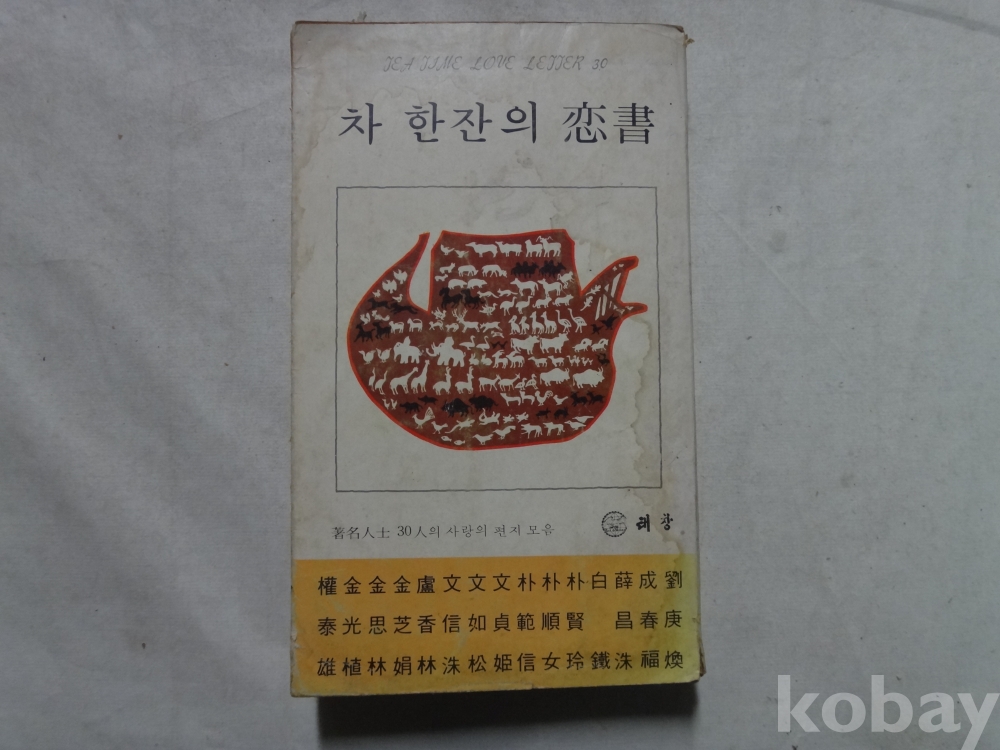 TEA TIME LOVE LETTER 30
차 한잔의 恋書
著名人士 30人의 사랑의 편지 모음
래창
權金金金盧文文文朴朴朴白薛成劉
泰光思芝香信如貞範順賢 昌春庚
雄植林娟林洙松姫信女玲鐵洙福煥
kobay